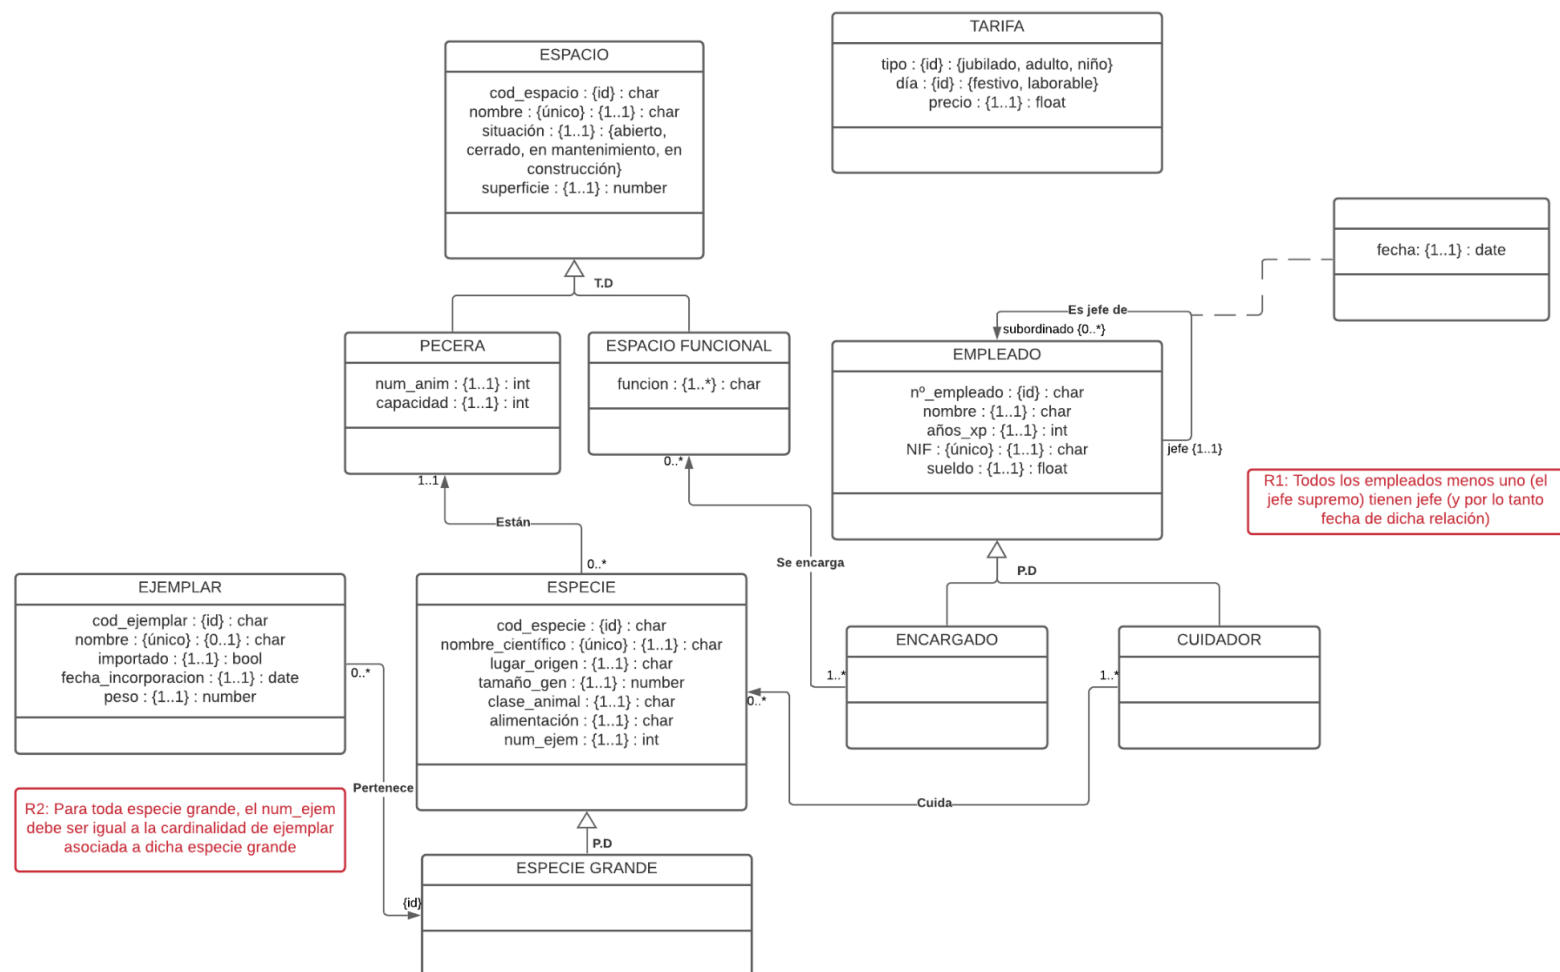 ESPACIO
cod_espacio : {id} : char
nombre : {único} : {1..1} : char
situación : {1..1} : {abierto,
cerrado, en mantenimiento, en
construcción}
superficie : {1..1} : number
TARIFA
tipo : {id} : {jubilado, adulto, niño}
día : {id} : {festivo, laborable}
precio : {1..1} : float
fecha: {1..1} : date
T.D
PECERA
num_anim : {1..1} : int
capacidad : {1..1} : int
ESPACIO FUNCIONAL
funcion : {1..*} : char
Es jefe de
subordinado {0..*}
EMPLEADO
nº_empleado : {id} : char
nombre : {1..1} : char
años_xp : {1..1} : int
NIF : {único} : {1..1} : char
sueldo : {1..1} : float
jefe {1..1}
R1: Todos los empleados menos uno (el
jefe supremo) tienen jefe (y por lo tanto
fecha de dicha relación)
0..*
1..1
Están
0..*
Se encarga
P.D
EJEMPLAR
cod_ejemplar : {id} : char
nombre : {único} : {0..1} : char
importado : {1..1} : bool
fecha_incorporacion : {1..1} : date
peso : {1..1} : number
0..*
ESPECIE
cod_especie : {id} : char
nombre_científico : {único} : {1..1} : char
lugar_origen : {1..1} : char
tamaño_gen : {1..1} : number
clase_animal : {1..1} : char
alimentación : {1..1} : char
num_ejem : {1..1} : int
0..*
ENCARGADO
1..*
CUIDADOR
1..*
Pertenece
Cuida
R2: Para toda especie grande, el num_ejem
debe ser igual a la cardinalidad de ejemplar
asociada a dicha especie grande
P.D
ESPECIE GRANDE
{id}